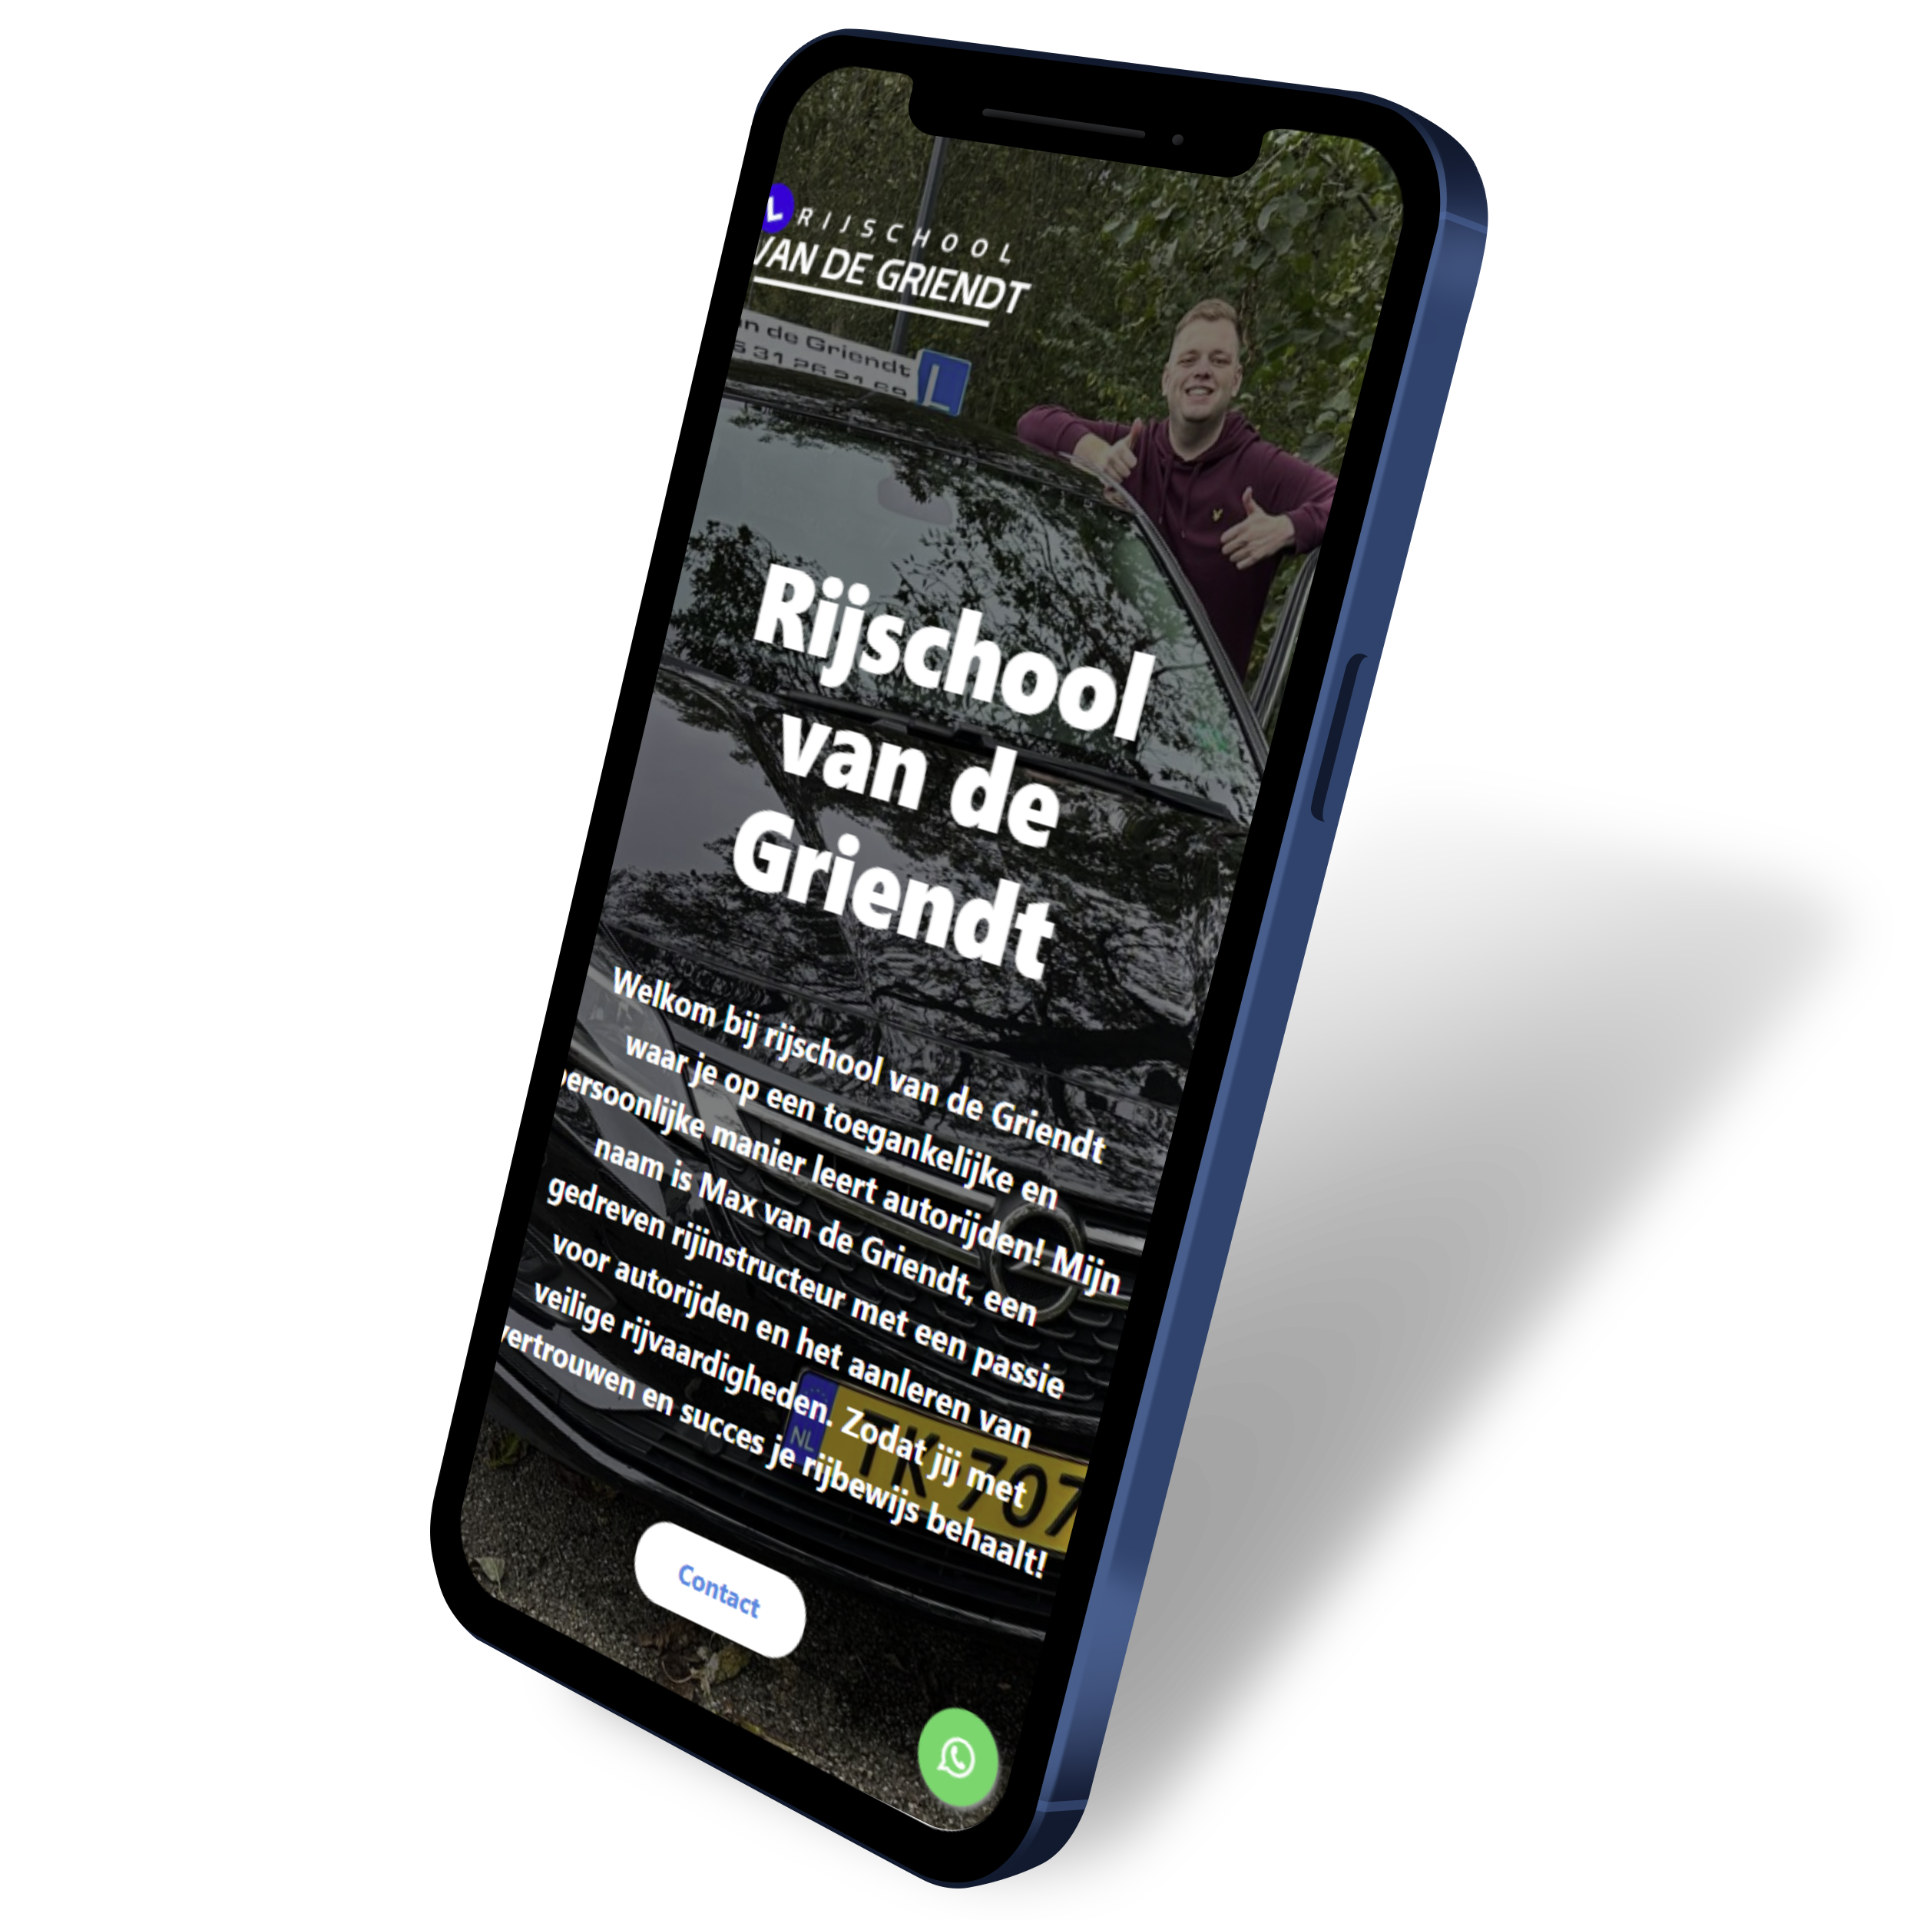 L RIJSCHOOL
VAN DE GRIENDT
n de Griendt
31 26 21 69
L
Rijschool
van de
Griendt
Welkom bij rijschool van de Griendt
waar je op een toegankelijke en
persoonlijke manier leert autorijden! Mijn
naam is Max van de Griendt, een
gedreven rijinstructeur met een passie
voor autorijden en het aanleren van
veilige rijvaardigheden. Zodat jij met
vertrouwen en succes je rijbewijs behaalt!
NL TK 707
Contact